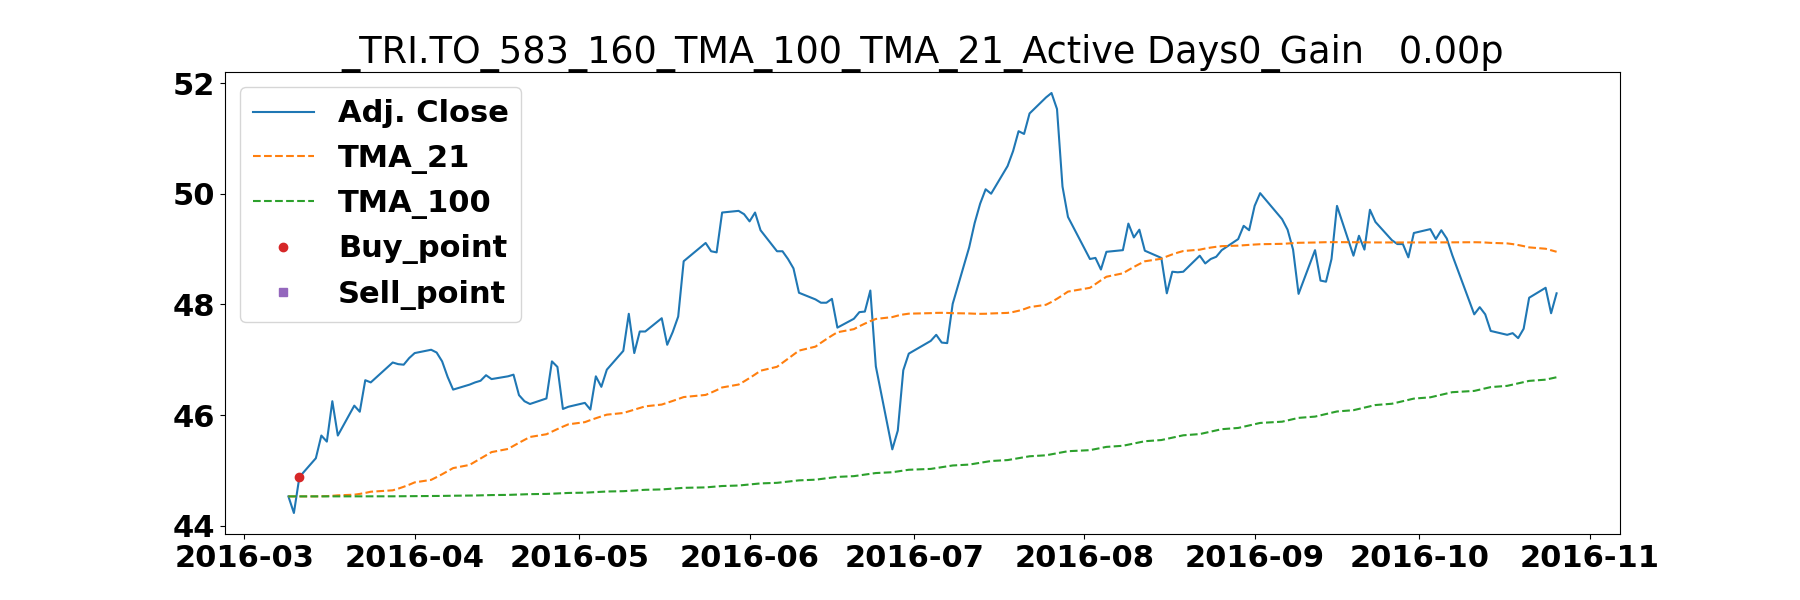 _TRI.TO_583_160_TMA_100_TMA_21_Active Days0_Gain   0.00p
52
50
48
46
44
Adj. Close
TMA_21
TMA_100
Buy_point
Sell_point
2016-03 2016-04 2016-05 2016-06 2016-07 2016-08 2016-09 2016-10 2016-11